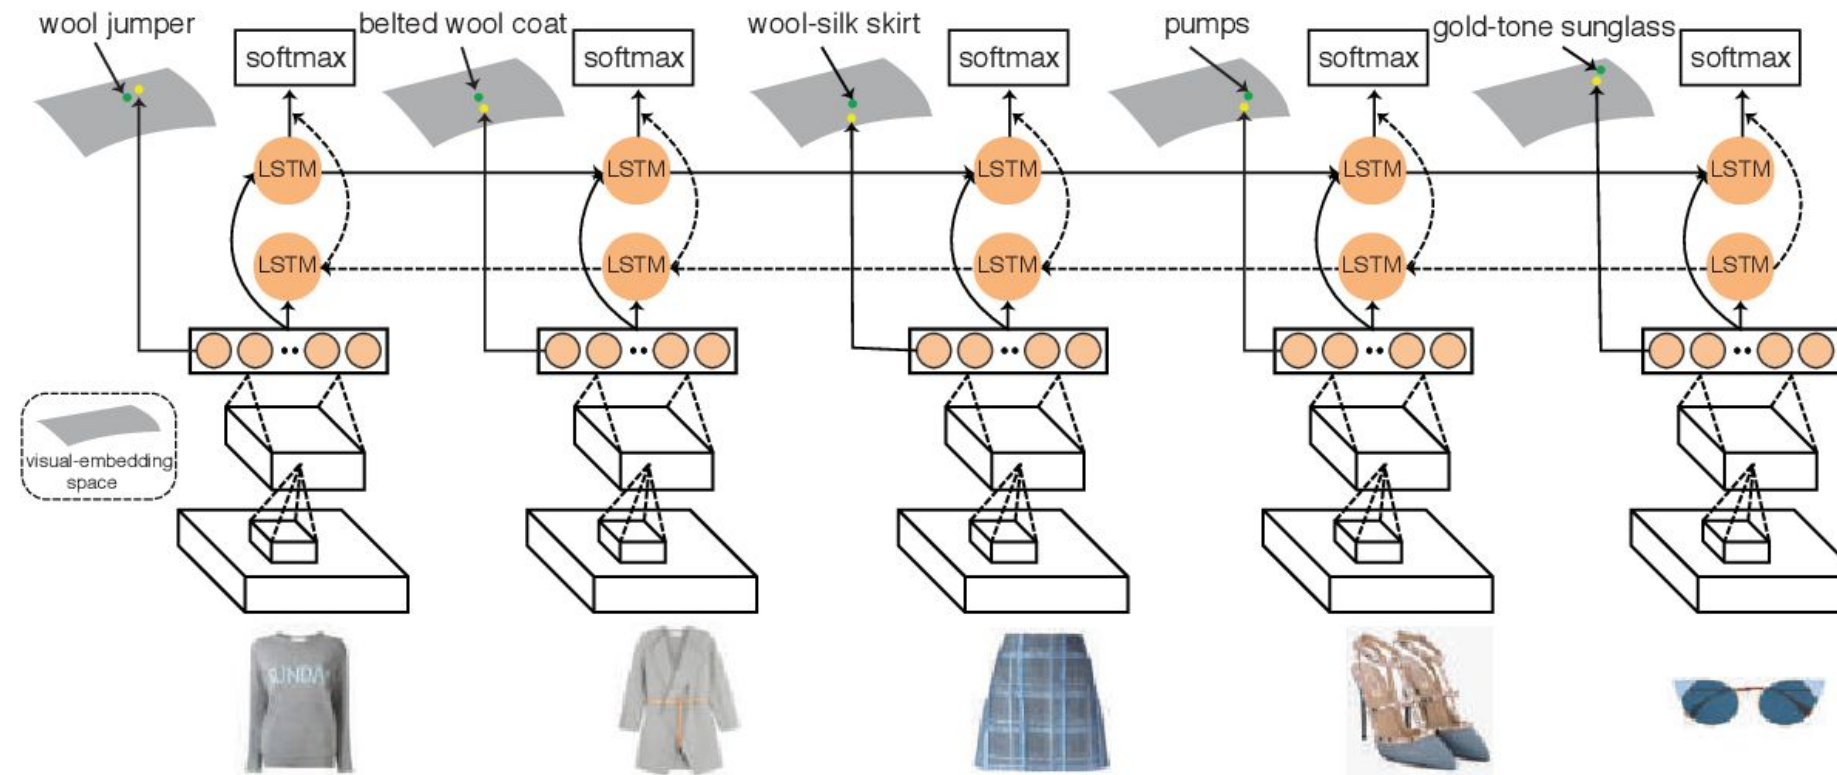 wool jumper
belted wool coat
wool-silk skirt
pumps
gold-tone sunglass
softmax
softmax
softmax
softmax
softmax
LSTM
LSTM
LSTM
LSTM
LSTM
LSTM
LSTM
LSTM
LSTM
LSTM
visual-embedding
space